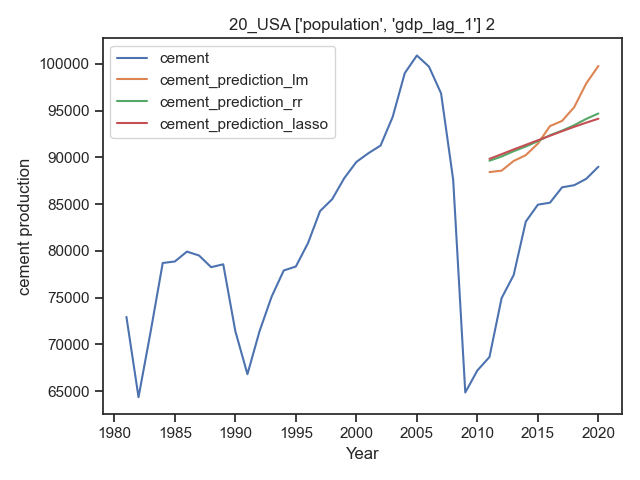 20_USA ['population', 'gdp_lag_1'] 2
cement
cement_prediction_lm
cement_prediction_rr
cement_prediction_lasso
100000
95000
90000
85000
80000
75000
70000
65000
cement production
1980 1985 1990 1995 2000 2005 2010 2015 2020
Year